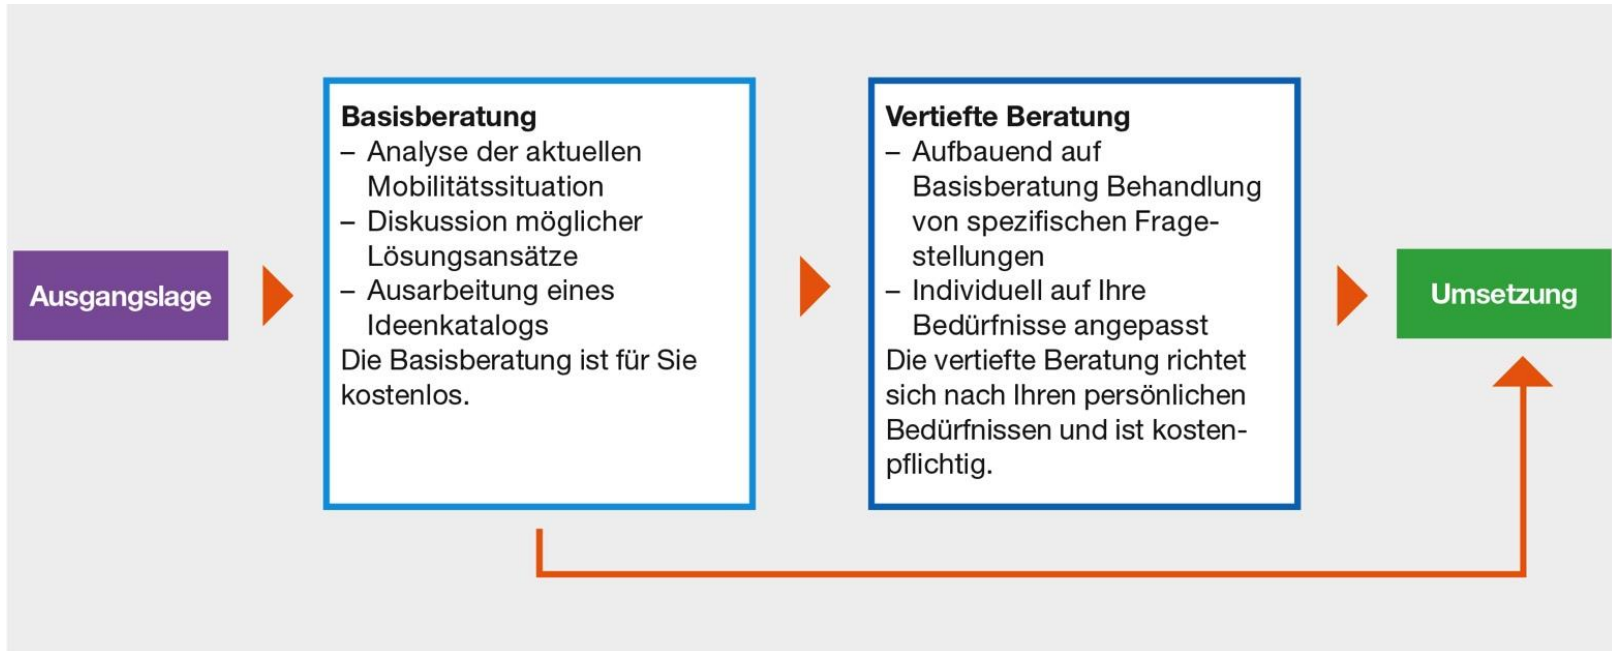 Ausgangslage
Basisberatung
– Analyse der aktuellen
Mobilitätssituation
– Diskussion möglicher
Lösungsansätze
– Ausarbeitung eines
Ideenkatalogs
Die Basisberatung ist für Sie
kostenlos.
Vertiefte Beratung
– Aufbauend auf
Basisberatung Behandlung
von spezifischen Frage-
stellungen
– Individuell auf Ihre
Bedürfnisse angepasst
Die vertiefte Beratung richtet
sich nach Ihren persönlichen
Bedürfnissen und ist kosten-
pflichtig.
Umsetzung